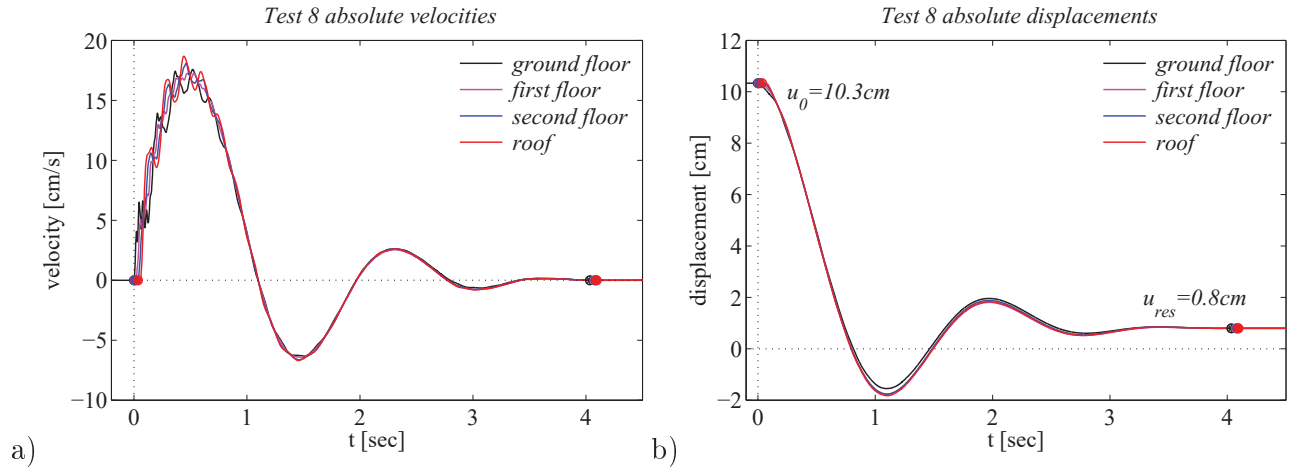 Test 8 absolute velocities
20
15
10
5
0
−5
−10
velocity [cm/s]
ground floor
first floor
second floor
roof
0
1
2
3
4
t [sec]
a)
Test 8 absolute displacements
12
10
8
6
4
2
0
−2
displacement [cm]
u0=10.3cm
ground floor
first floor
second floor
roof
ures=0.8cm
0
1
2
3
4
t [sec]
b)